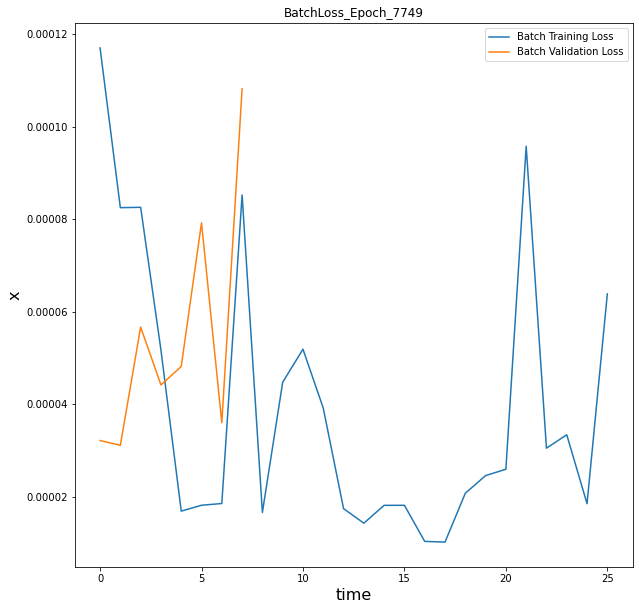 BatchLoss_Epoch_7749
Batch Training Loss
Batch Validation Loss
0.00012
0.00010
0.00008
0.00006
0.00004
0.00002
x
0 5 10 15 20 25
time